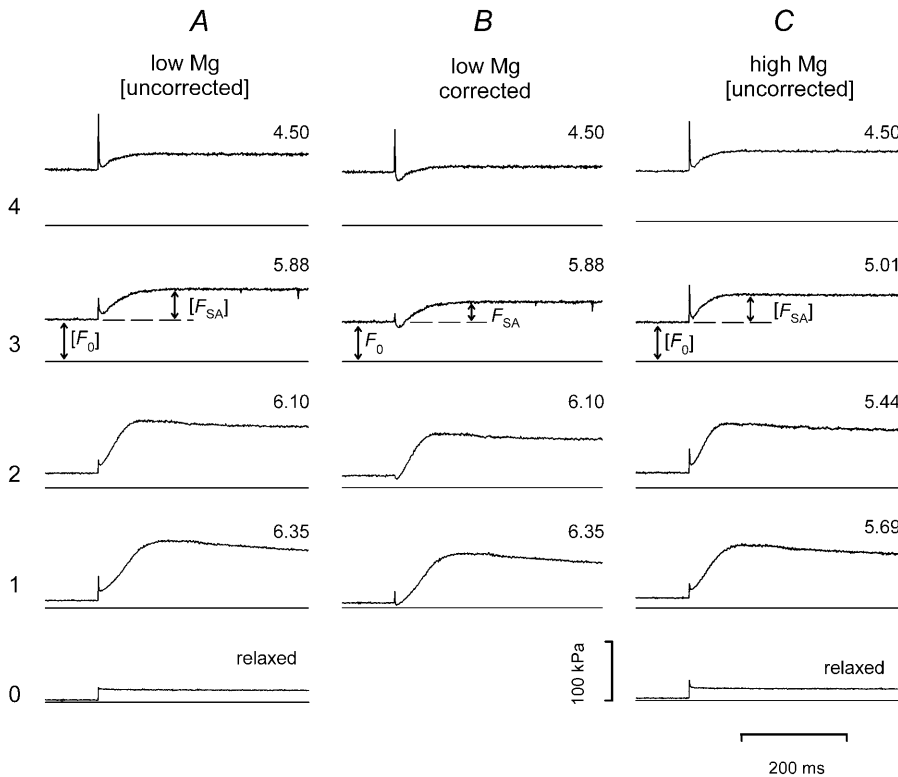 A B C
low Mg [uncorrected]
low Mg corrected
high Mg [uncorrected]
4 4.50 4.50 4.50
3 5.88 5.88 5.01
[F0] [FSA] F0 FSA [F0] [FSA]
2 6.10 6.10 5.44
1 6.35 6.35 5.69
0 relaxed 100 kPa relaxed
200 ms